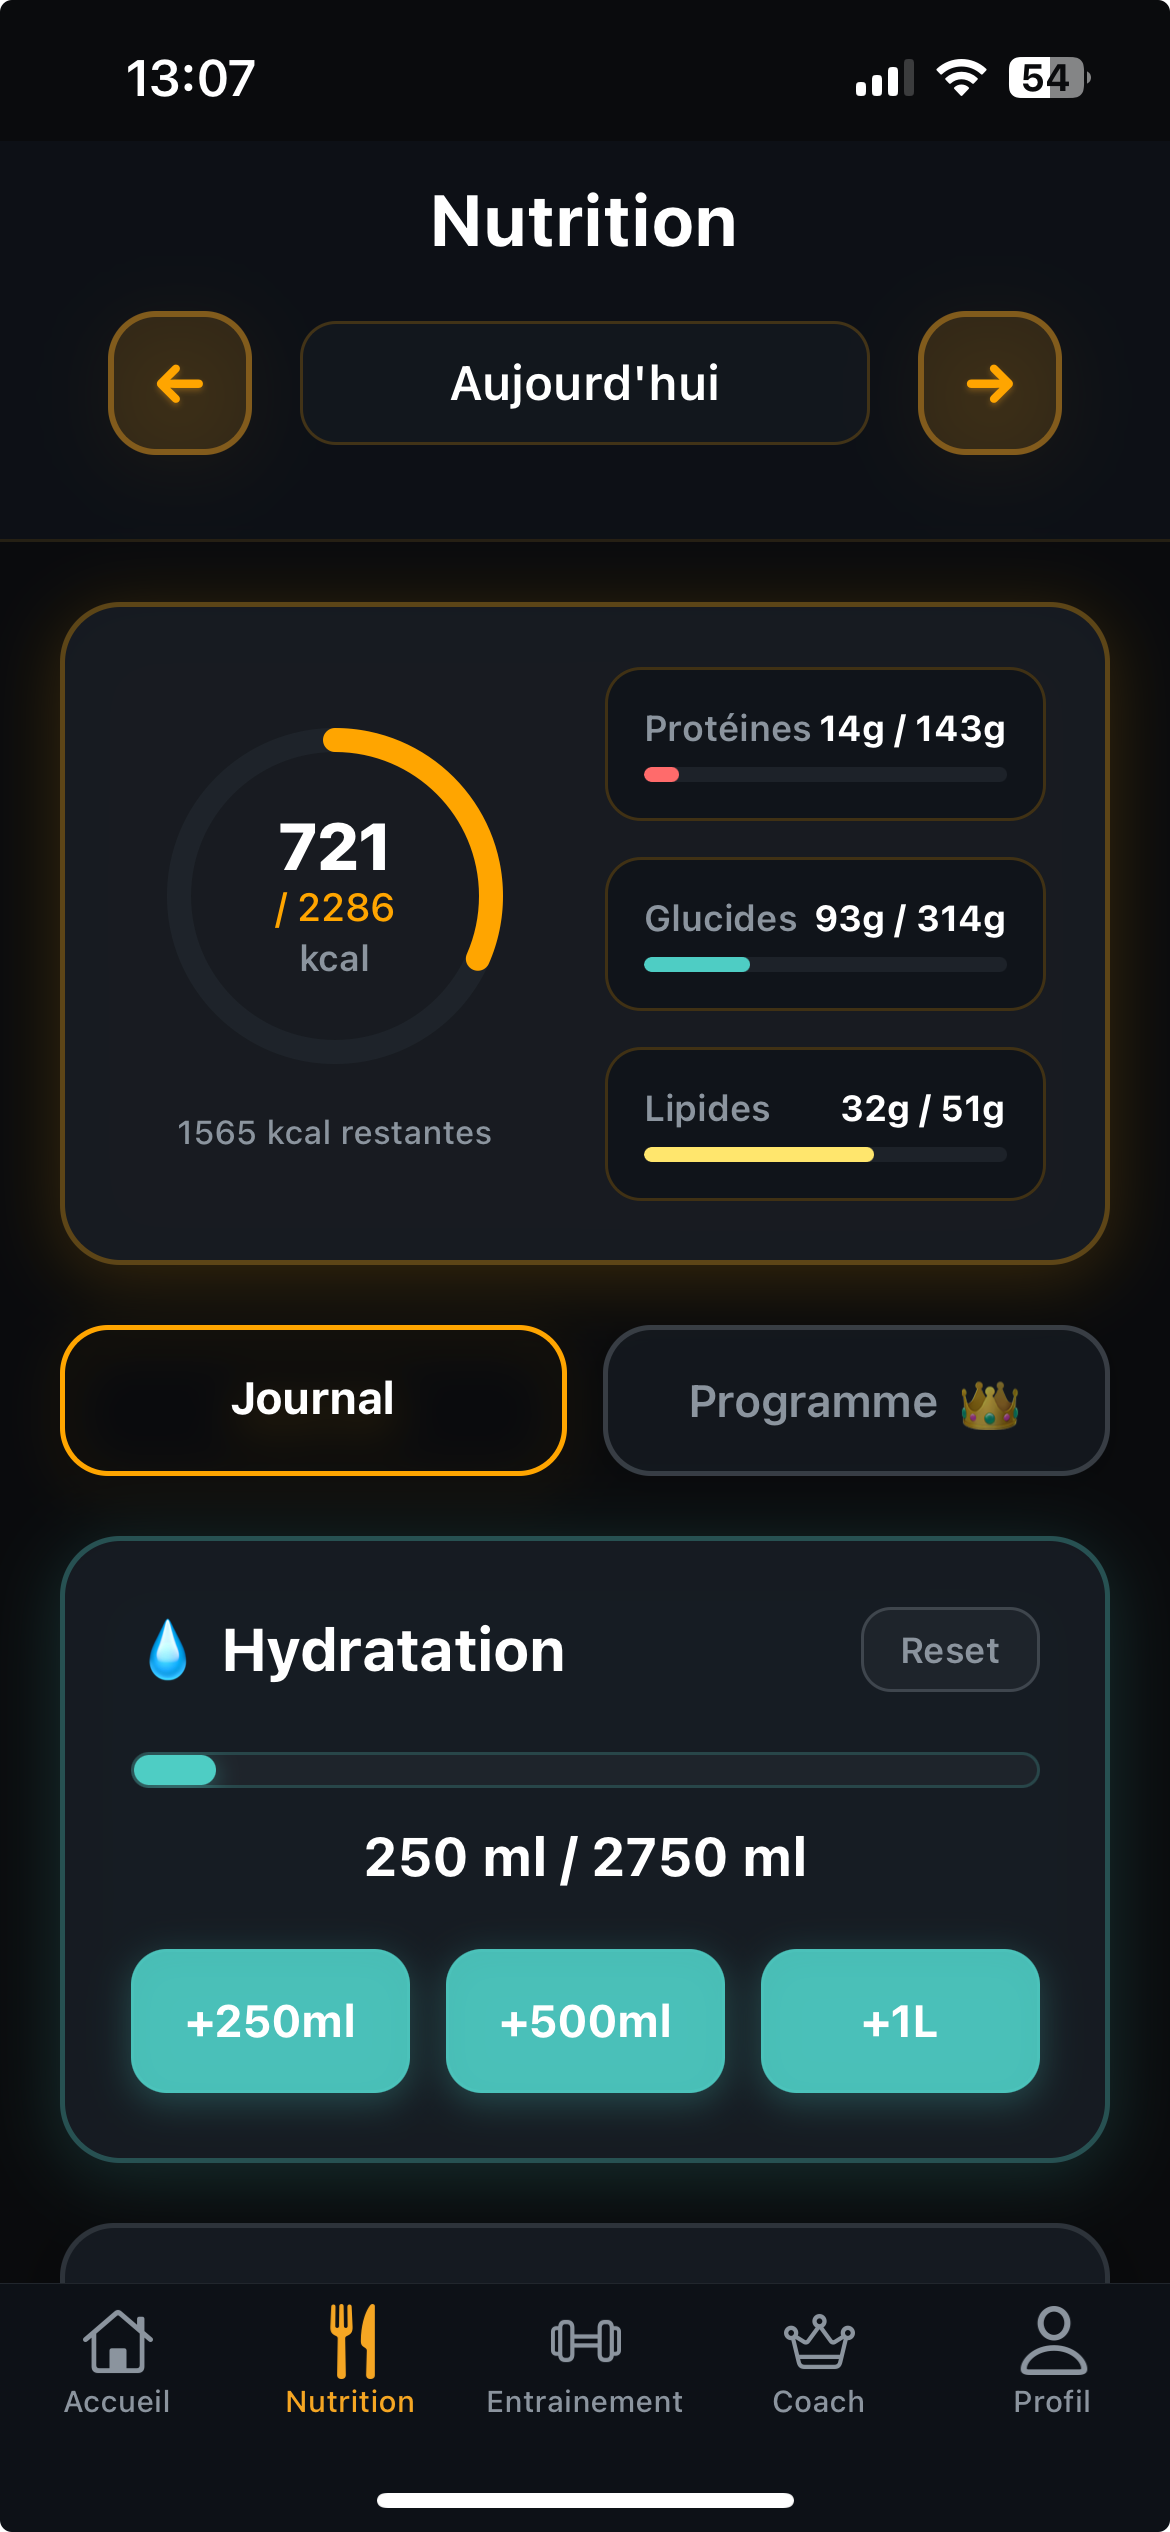 13:07
54
Nutrition
Aujourd'hui
721
/ 2286
kcal
1565 kcal restantes
Protéines 14g / 143g
Glucides 93g / 314g
Lipides 32g / 51g
Journal
Programme
Hydratation
Reset
250 ml / 2750 ml
+250ml
+500ml
+1L
Accueil
Nutrition
Entrainement
Coach
Profil